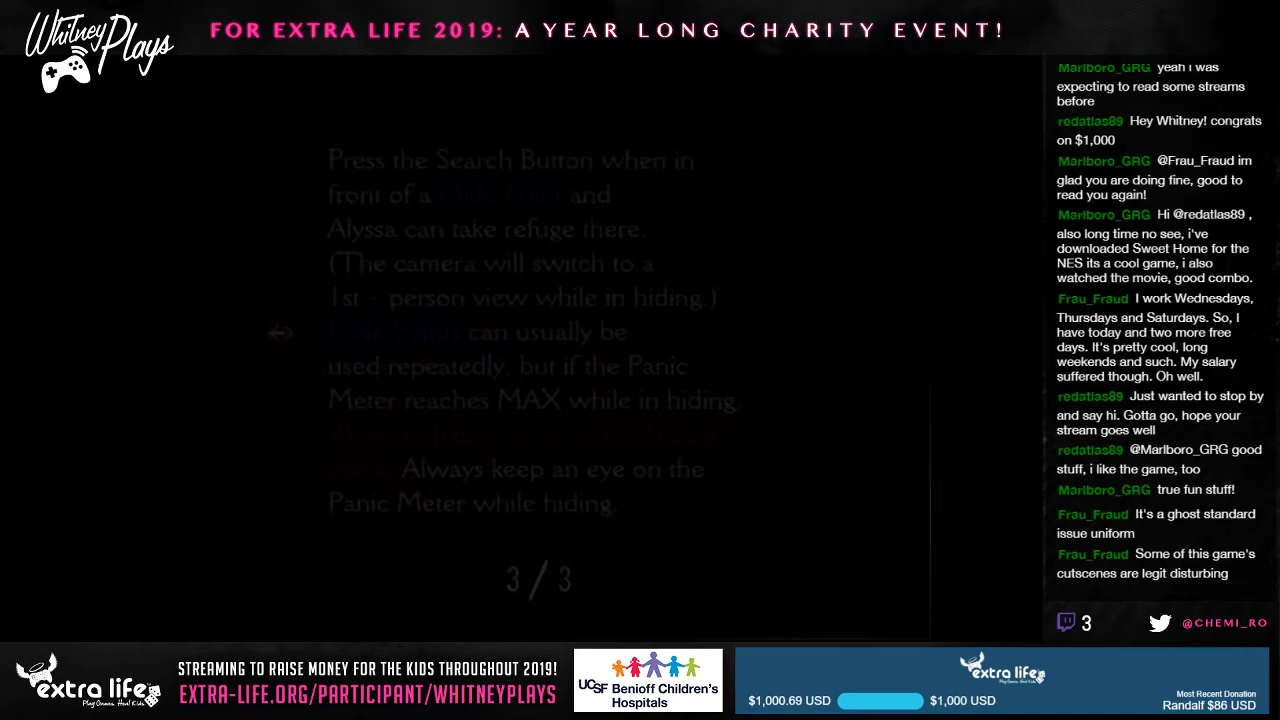 Whitney Plays
FOR EXTRA LIFE 2019: A YEAR LONG CHARITY EVENT!
Press the Search Button when in
front of a Hide Point and
Alyssa can take refuge there.
(The camera will switch to a
1st - person view while in hiding.)
Hide Points can usually be
used repeatedly, but if the Panic
Meter reaches MAX while in hiding,
Always keep an eye on the
Panic Meter while hiding.
3 / 3
Marlboro_GRG yeah i was
expecting to read some streams
before
redatlas89 Hey Whitney! congrats
on $1,000
Marlboro_GRG @Frau_Fraud im
glad you are doing fine, good to
read you again!
Marlboro_GRG Hi @redatlas89 ,
also long time no see, i've
downloaded Sweet Home for the
NES its a cool game, i also
watched the movie, good combo.
Frau_Fraud I work Wednesdays,
Thursdays and Saturdays. So, I
have today and two more free
days. It's pretty cool, long
weekends and such. My salary
suffered though. Oh well.
redatlas89 Just wanted to stop by
and say hi. Gotta go, hope your
stream goes well
redatlas89 @Marlboro_GRG good
stuff, i like the game, too
Marlboro_GRG true fun stuff!
Frau_Fraud It's a ghost standard
issue uniform
Frau_Fraud Some of this game's
cutscenes are legit disturbing
3 @CHEMI_RO
extra life
Play Games. Heal Kids.
STREAMING TO RAISE MONEY FOR THE KIDS THROUGHOUT 2019!
EXTRA-LIFE.ORG/PARTICIPANT/WHITNEYPLAYS
UCSF Benioff Children's
Hospitals
extra life
Play Games. Heal Kids.
$1,000.69 USD $1,000 USD
Most Recent Donation
Randalf $86 USD